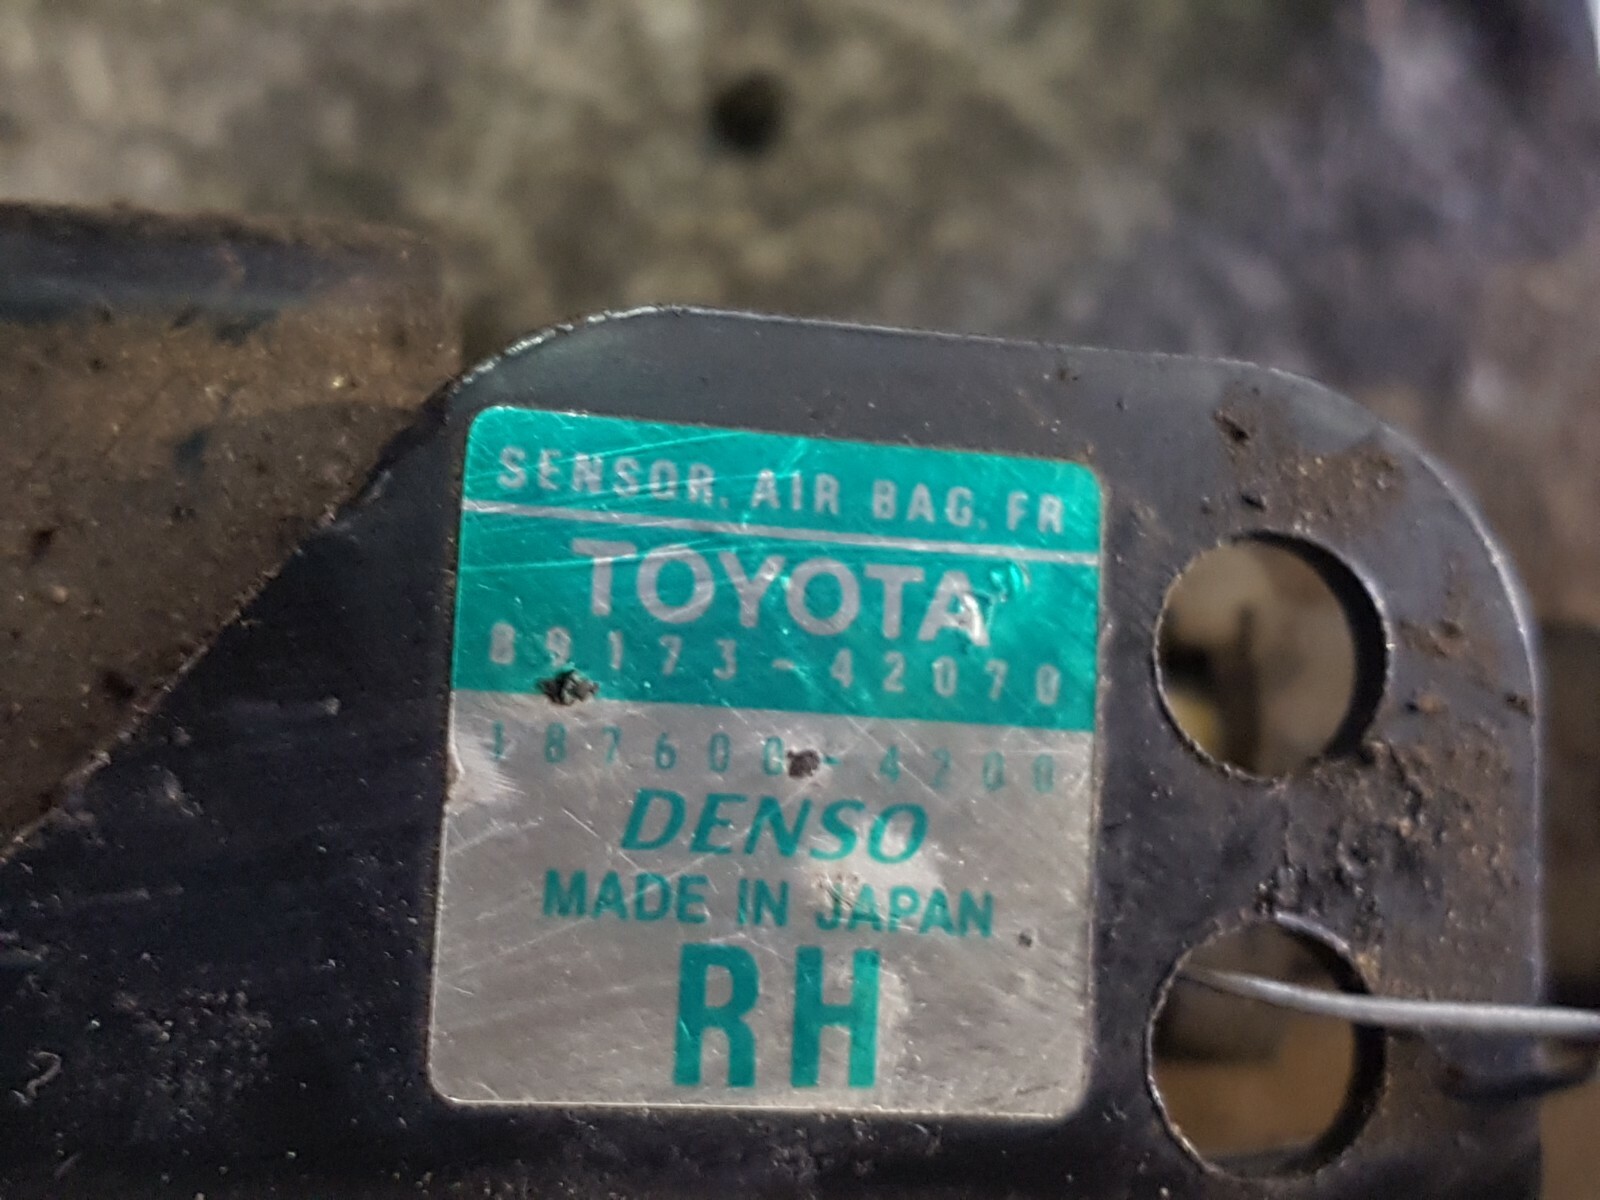 SENSOR, AIR BAG, FR
TOYOTA
89173-42070
187600-4200
DENSO
MADE IN JAPAN
RH